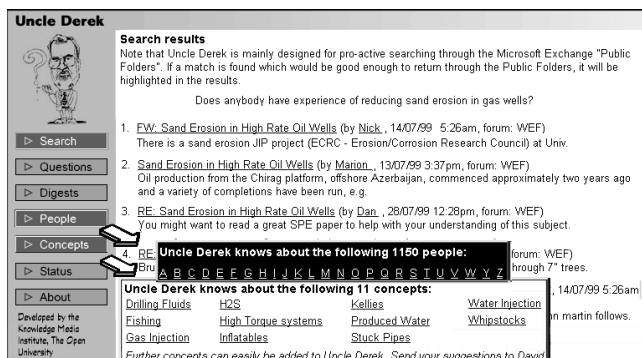 Uncle Derek
Search results
Note that Uncle Derek is mainly designed for pro-active searching through the Microsoft Exchange "Public
Folders". If a match is found which would be good enough to return through the Public Folders, it will be
highlighted in the results.
Does anybody have experience of reducing sand erosion in gas wells?
1. FW: Sand Erosion in High Rate Oil Wells (by Nick , 14/07/99 5:26am, forum: WEF)
There is a sand erosion JIP project (ECRC - Erosion/Corrosion Research Council) at Univ.
2. Sand Erosion in High Rate Oil Wells (by Marion , 13/07/99 3:37pm, forum: WEF)
Oil production from the Chirag platform, offshore Azerbaijan, commenced approximately two years ago
and a variety of completions have been run, e.g.
3. RE: Sand Erosion in High Rate Oil Wells (by Dan , 28/07/99 12:28pm, forum: WEF)
You might want to read a great SPE paper to help with your understanding of this subject.
4. RE: forum: WEF)
Bru hrough 7" trees.
, 14/07/99 5:26am
n martin follows.
▷ Search
▷ Questions
▷ Digests
▷ People
▷ Concepts
▷ Status
▷ About
Developed by the
Knowledge Media
Institute, The Open
University
Uncle Derek knows about the following 1150 people:
A B C D E F G H I J K L M N O P Q R S T U V W Y Z
Uncle Derek knows about the following 11 concepts:
Drilling Fluids H2S Kellies Water Injection
Fishing High Torque systems Produced Water Whipstocks
Gas Injection Inflatables Stuck Pipes
Further concepts can easily be added to Uncle Derek. Send your suggestions to David